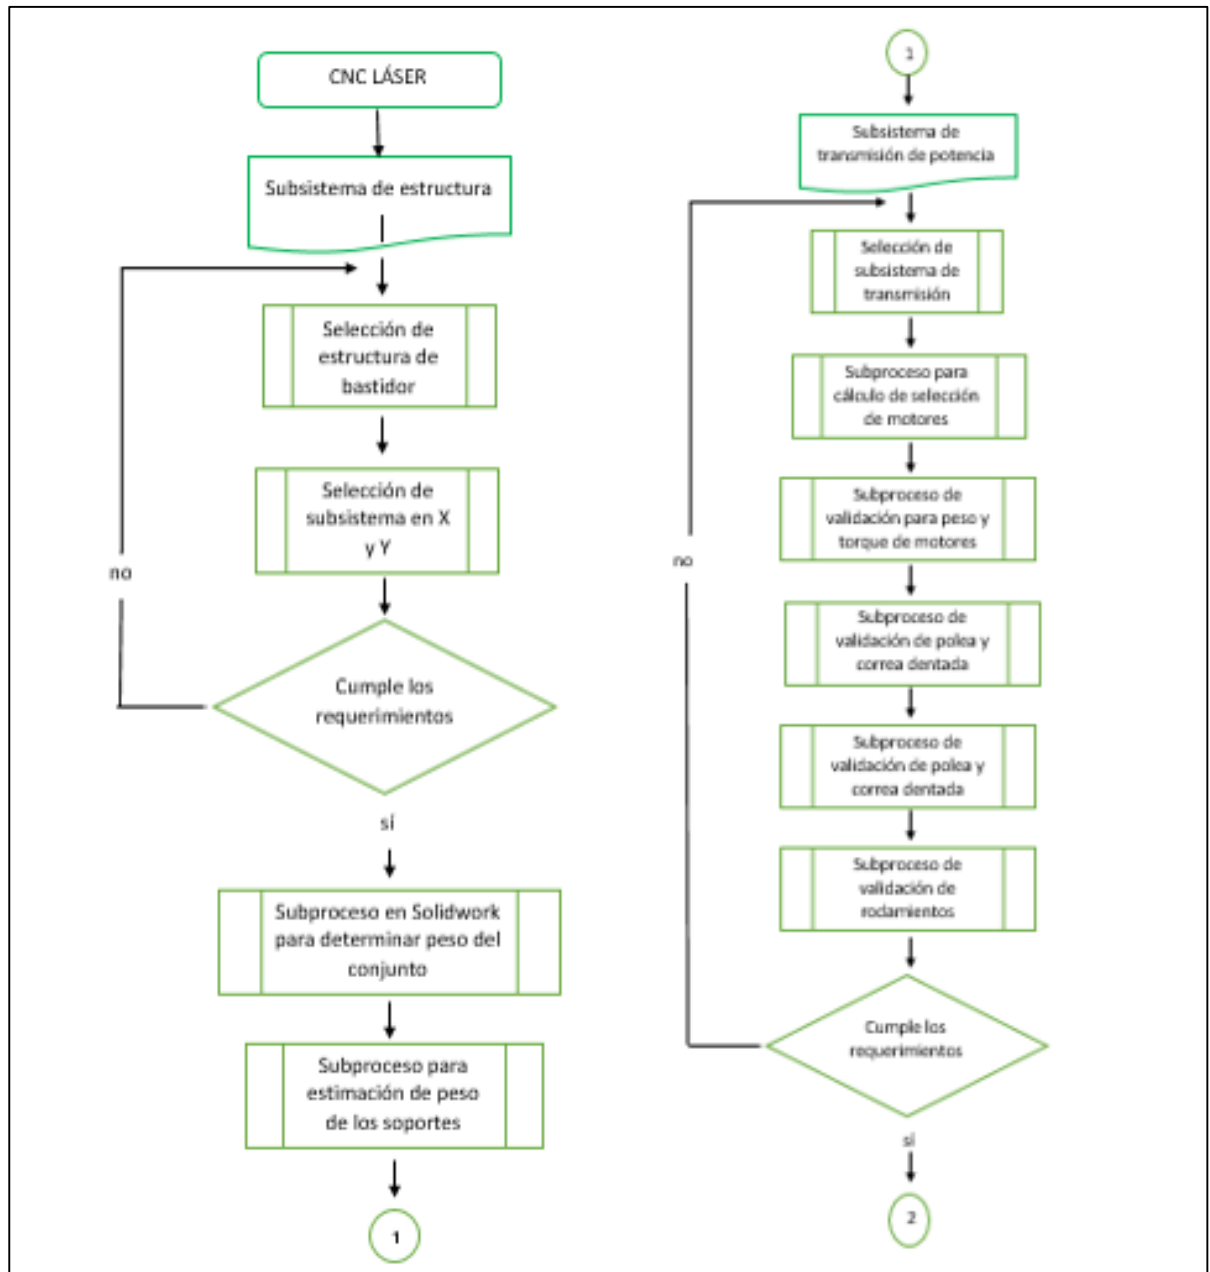 CNC LÁSER
Subsistema de estructura
Selección de
estructura de
bastidor
Selección de
subsistema en X
y Y
no
Cumple los
requerimientos
sí
Subproceso en Solidwork
para determinar peso del
conjunto
Subproceso para
estimación de peso
de los soportes
1
1
Subsistema de
transmisión de potencia
Selección de
subsistema de
transmisión
Subproceso para
cálculo de selección
de motores
Subproceso de
validación para peso y
torque de motores
no
Subproceso de
validación de polea y
correa dentada
Subproceso de
validación de polea y
correa dentada
Subproceso de
validación de
rodamientos
Cumple los
requerimientos
sí
2